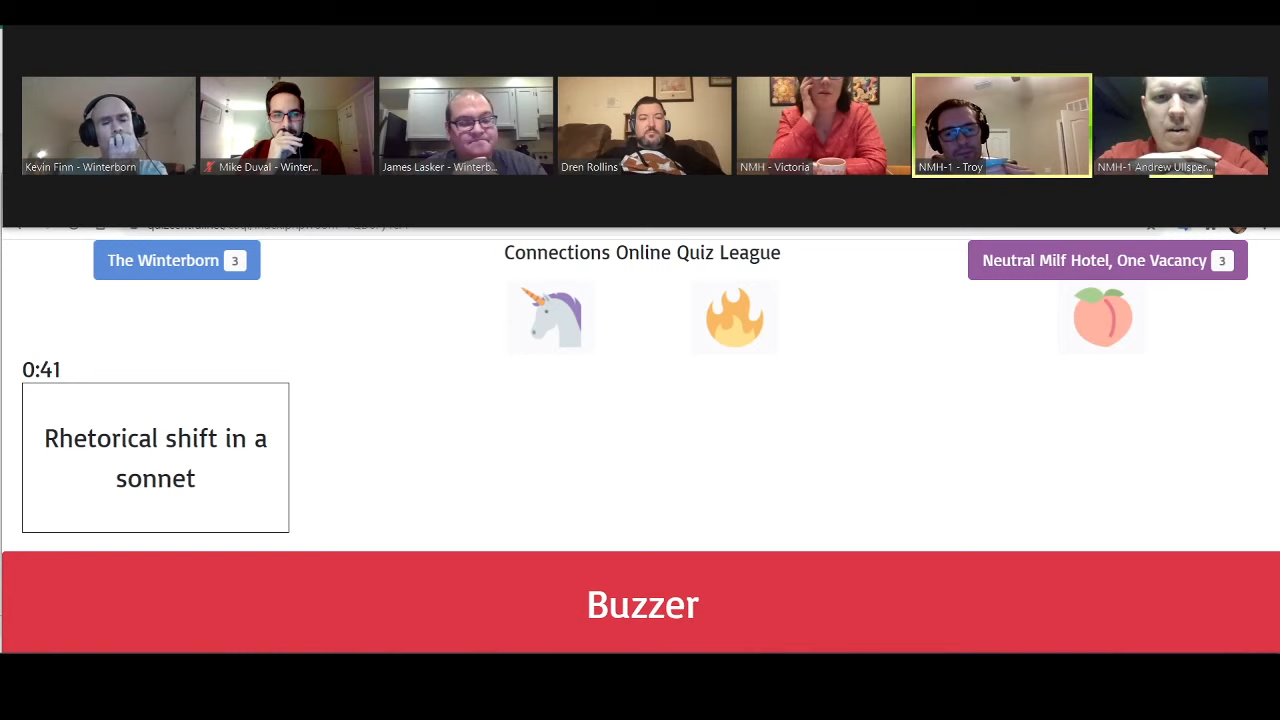 Kevin Finn - Winterborn
Mike Duval - Winter...
James Lasker - Winterb...
Dren Rollins
NMH - Victoria
NMH-1 - Troy
NMH-1 Andrew Ullsper...
The Winterborn 3
Connections Online Quiz League
Neutral Milf Hotel, One Vacancy 3
0:41
Rhetorical shift in a
sonnet
Buzzer